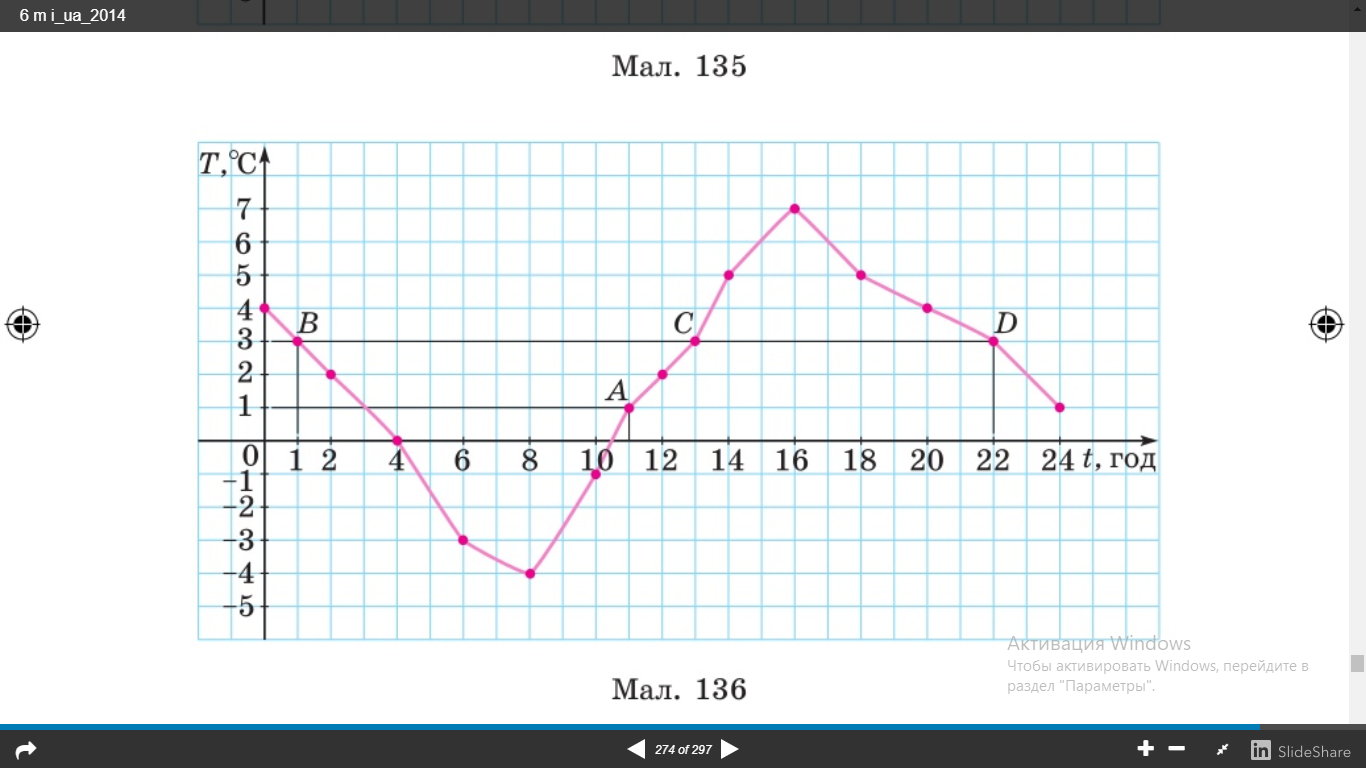 6 m i_ua_2014
Мал. 135
T,°C
7
6
5
4
3
2
1
0
−1
−2
−3
−4
−5
B
C
D
A
1 2 4 6 8 10 12 14 16 18 20 22 24 t, год
Мал. 136
Активация Windows
Чтобы активировать Windows, перейдите в
раздел "Параметры".
274 of 297
in SlideShare